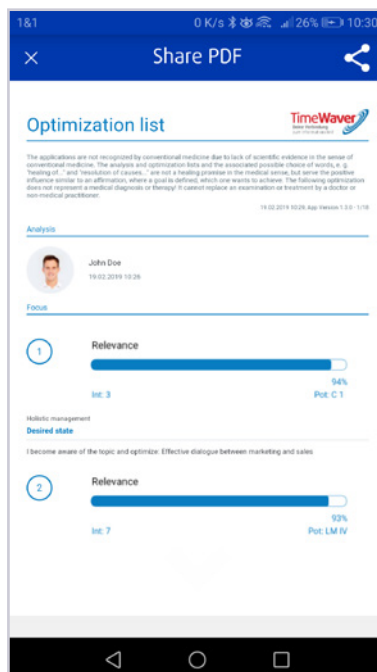 1&1 0 K/s 26% 10:30
Share PDF
Optimization list
TimeWaver
The applications are not recognized by conventional medicine due to lack of scientific evidence in the sense of
conventional medicine. The analysis and optimization lists and the associated possible choice of words, e. g.
"healing of..." and "resolution of causes..." are not a healing promise in the medical sense, but serve the positive
influence similar to an affirmation, where a goal is defined, which one wants to achieve. The following optimization
does not represent a medical diagnosis or therapy! It cannot replace an examination or treatment by a doctor or
non-medical practitioner.
19.02.2019 10:29, App Version 1.3.0 - 1/18
Analysis
John Doe
19.02.2019 10:26
Focus
1
Relevance
94%
Int: 3 Pot: C 1
Holistic management
Desired state
I become aware of the topic and optimize: Effective dialogue between marketing and sales
2
Relevance
93%
Int: 7 Pot: LM IV